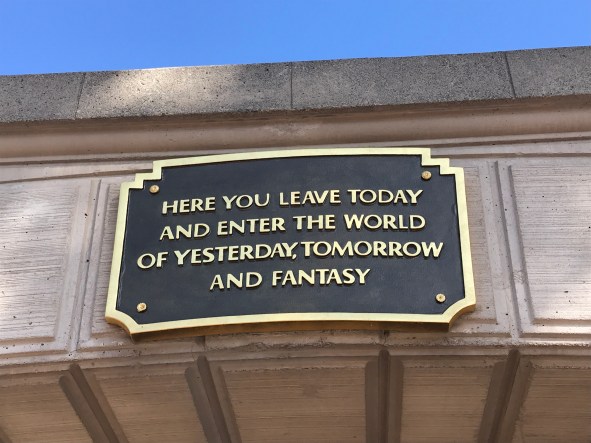 HERE YOU LEAVE TODAY
AND ENTER THE WORLD
OF YESTERDAY, TOMORROW
AND FANTASY